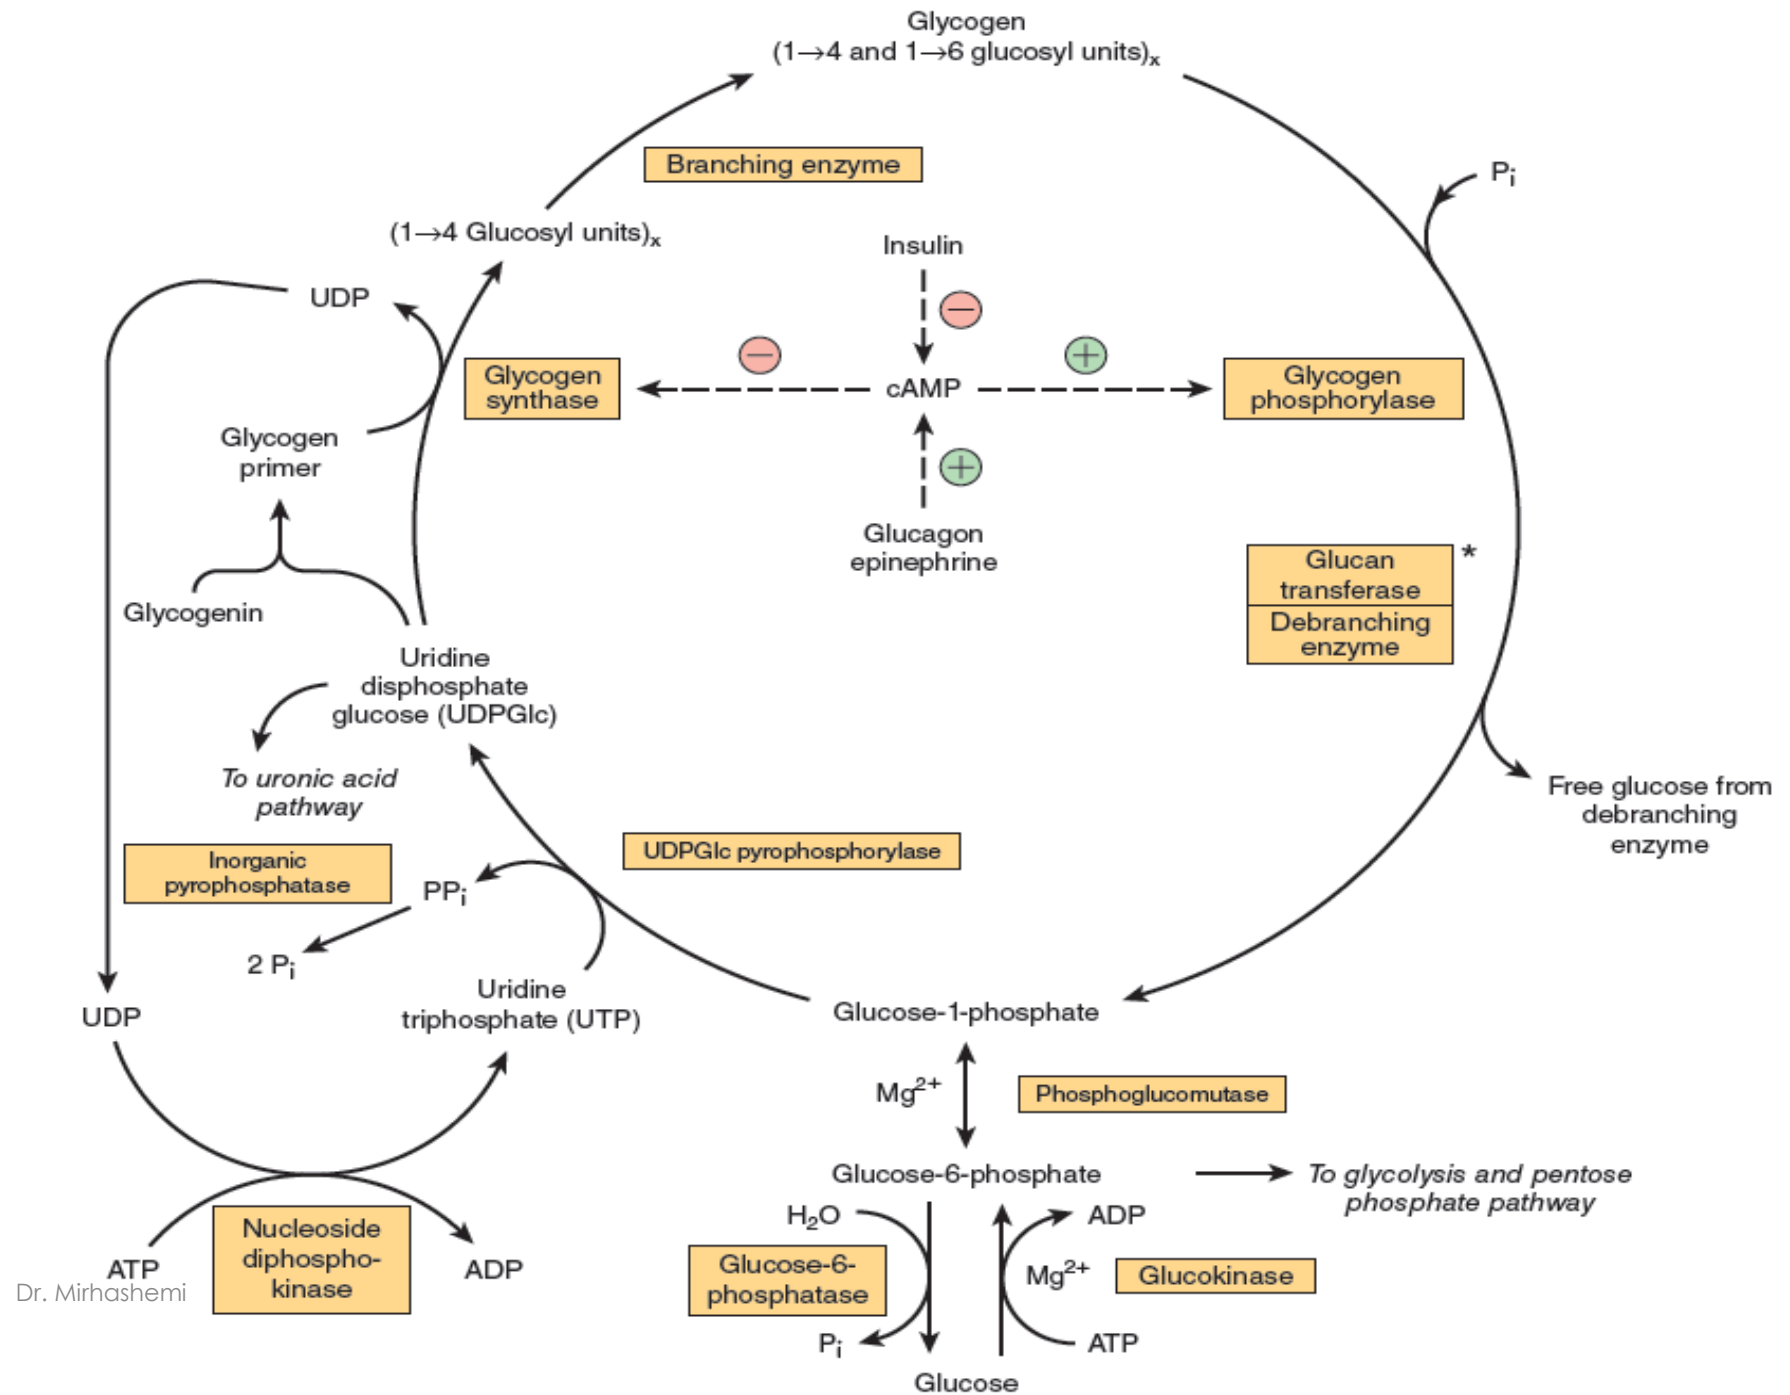 Glycogen
(1→4 and 1→6 glucosyl units)x
Branching enzyme
Pi
(1→4 Glucosyl units)x
Insulin
UDP
−
−
+
Glycogen
synthase
cAMP
Glycogen
phosphorylase
Glycogen
primer
+
Glucagon
epinephrine
Glucan
transferase
*
Debranching
enzyme
Glycogenin
Uridine
disphosphate
glucose (UDPGlc)
To uronic acid
pathway
Free glucose from
debranching
enzyme
UDPGlc pyrophosphorylase
Inorganic
pyrophosphatase
PPi
2 Pi
Uridine
triphosphate (UTP)
UDP
Glucose-1-phosphate
Mg2+
Phosphoglucomutase
Glucose-6-phosphate
To glycolysis and pentose
phosphate pathway
H2O
ADP
Glucose-6-
phosphatase
Mg2+
Glucokinase
Pi
ATP
Glucose
Nucleoside
diphospho-
kinase
ATP
ADP
Dr. Mirhashemi